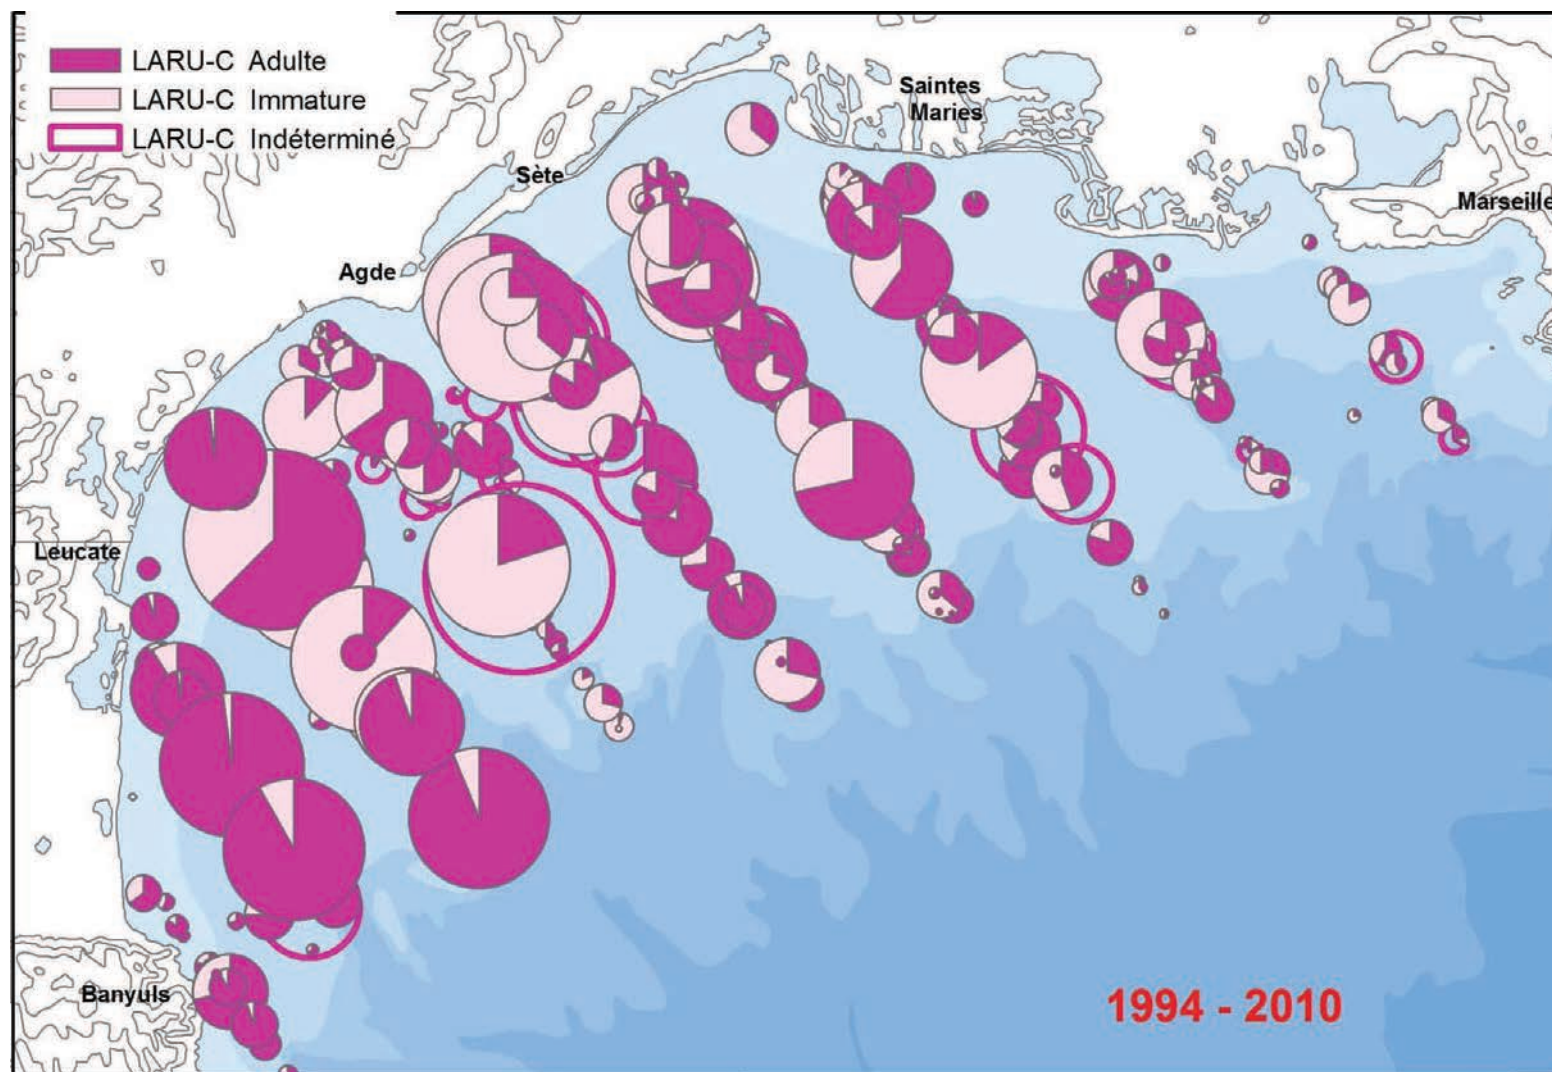 LARU-C Adulte
LARU-C Immature
LARU-C Indéterminé
Saintes
Maries
Sète
Marseille
Agde
Leucate
Banyuls
1994 - 2010